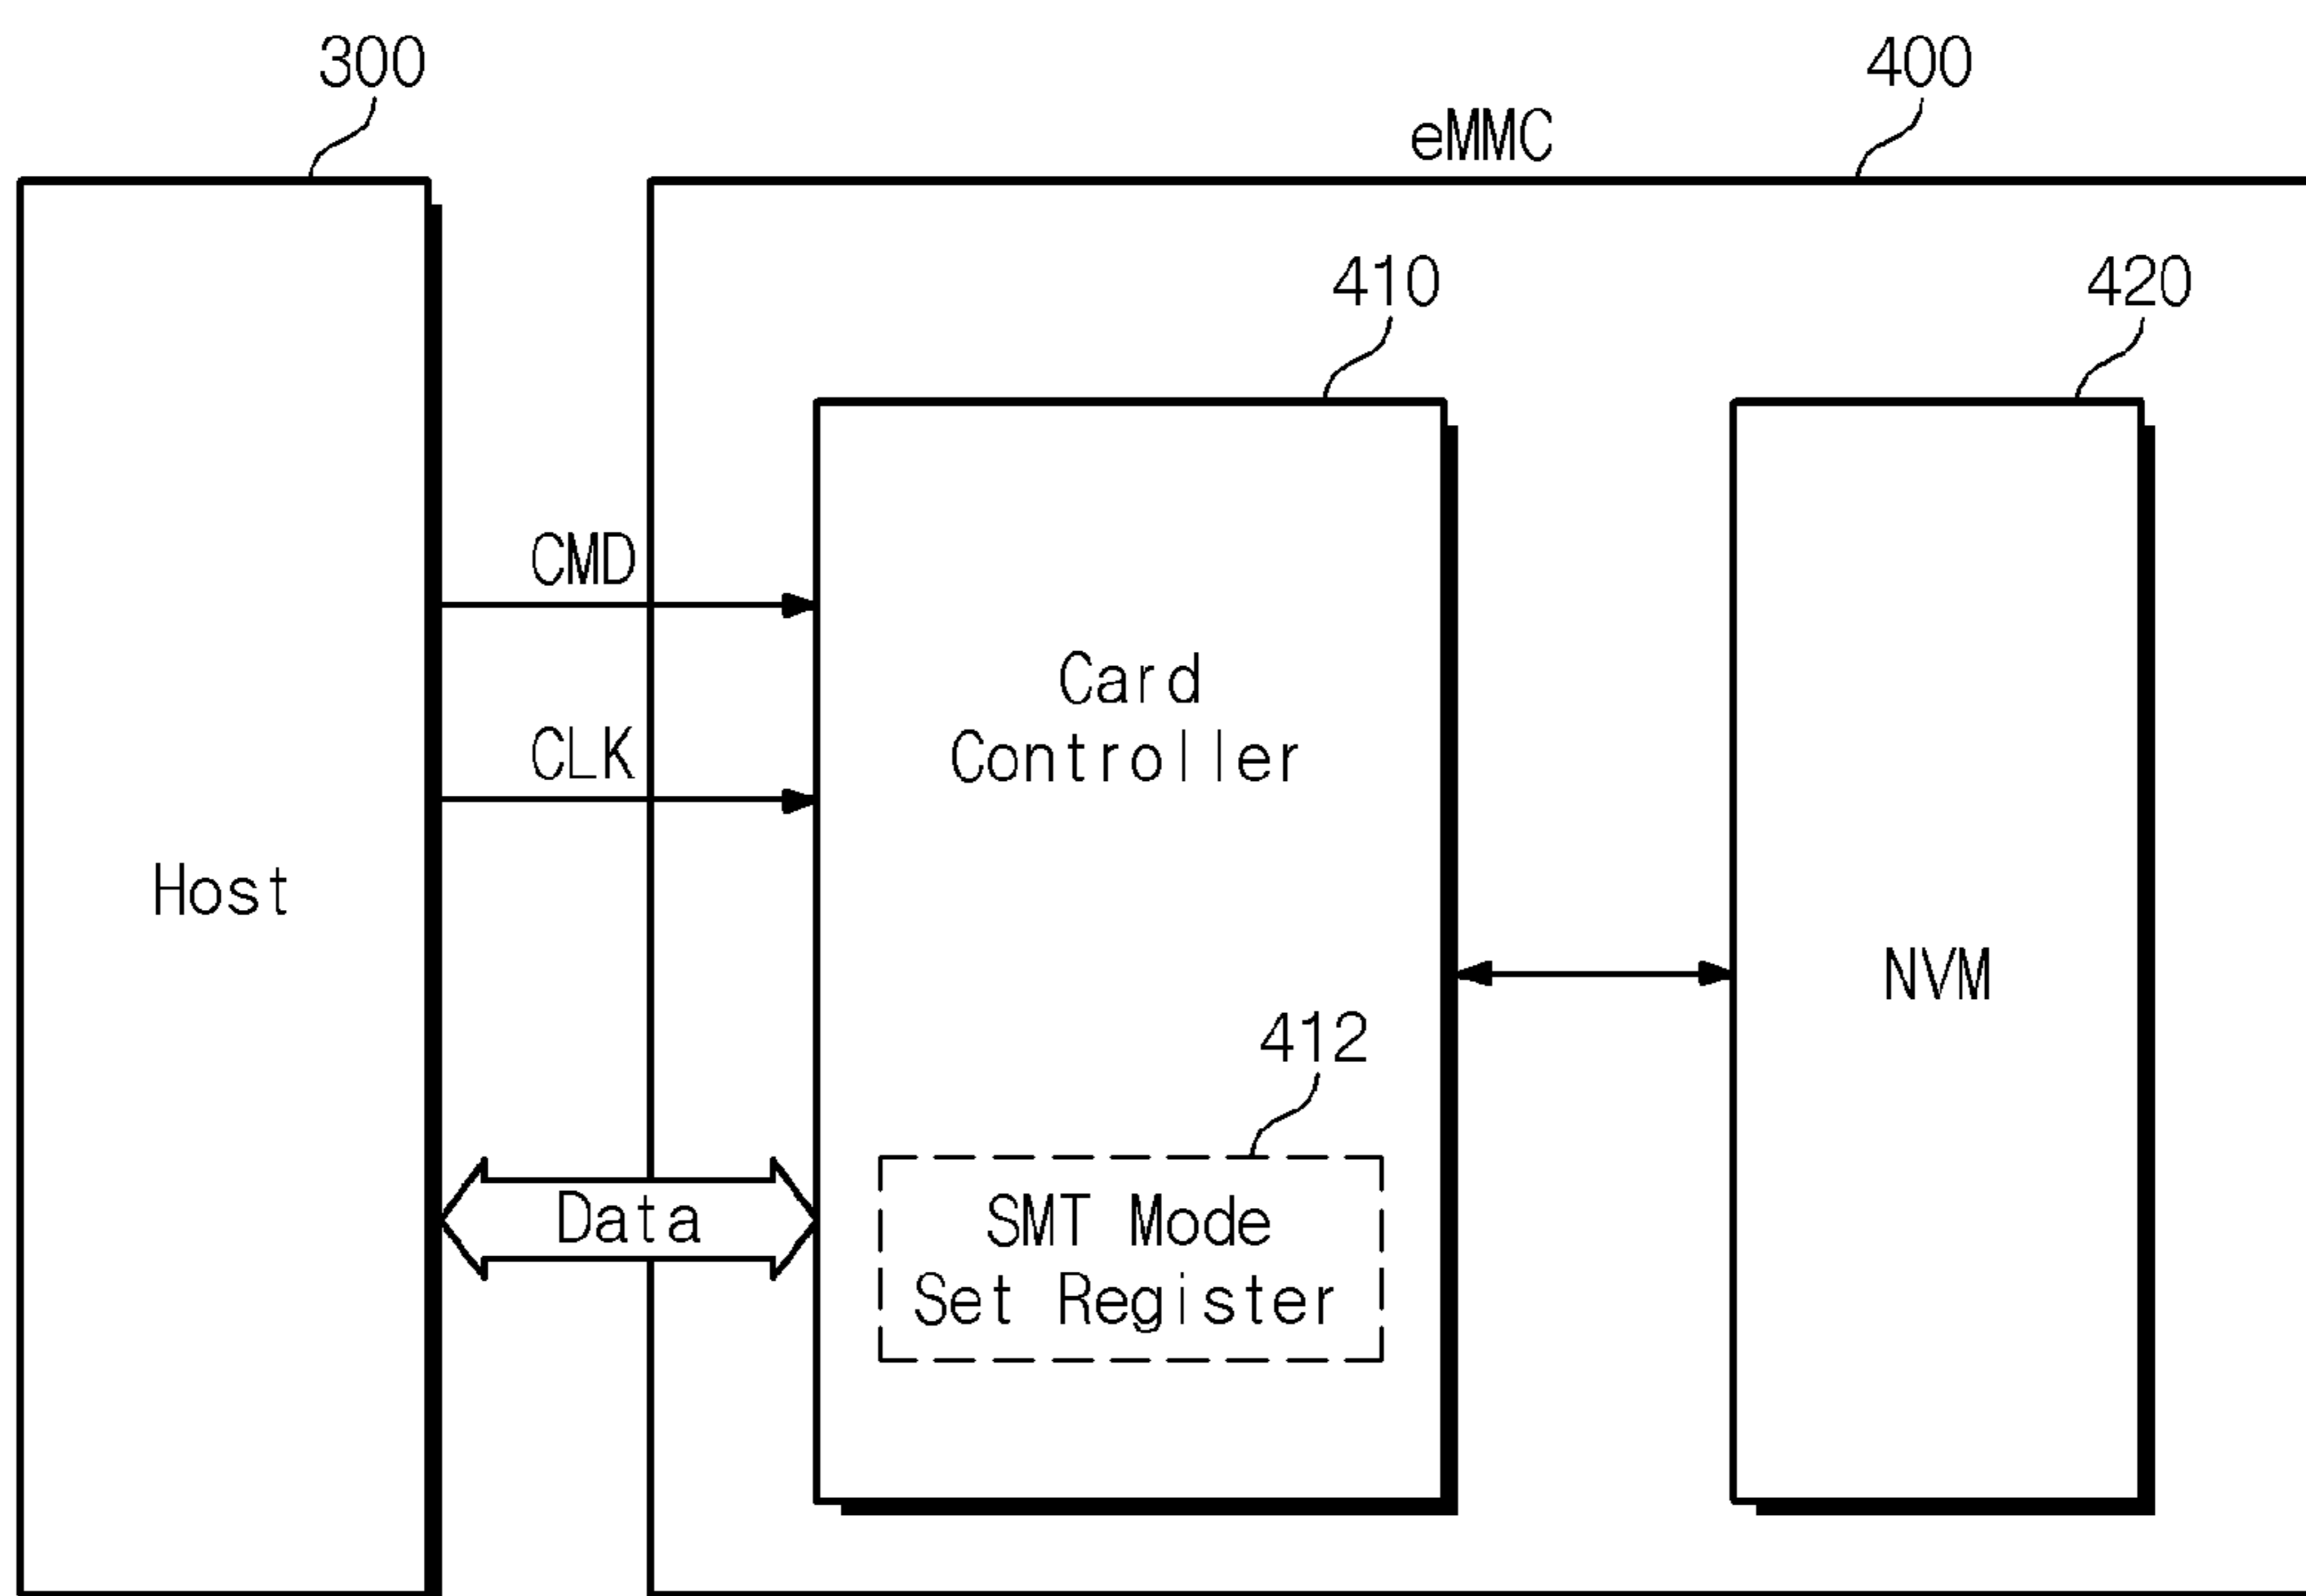 300
400
eMMC
410
420
CMD
Card
Controller
CLK
Host
NVM
412
Data
SMT Mode
Set Register